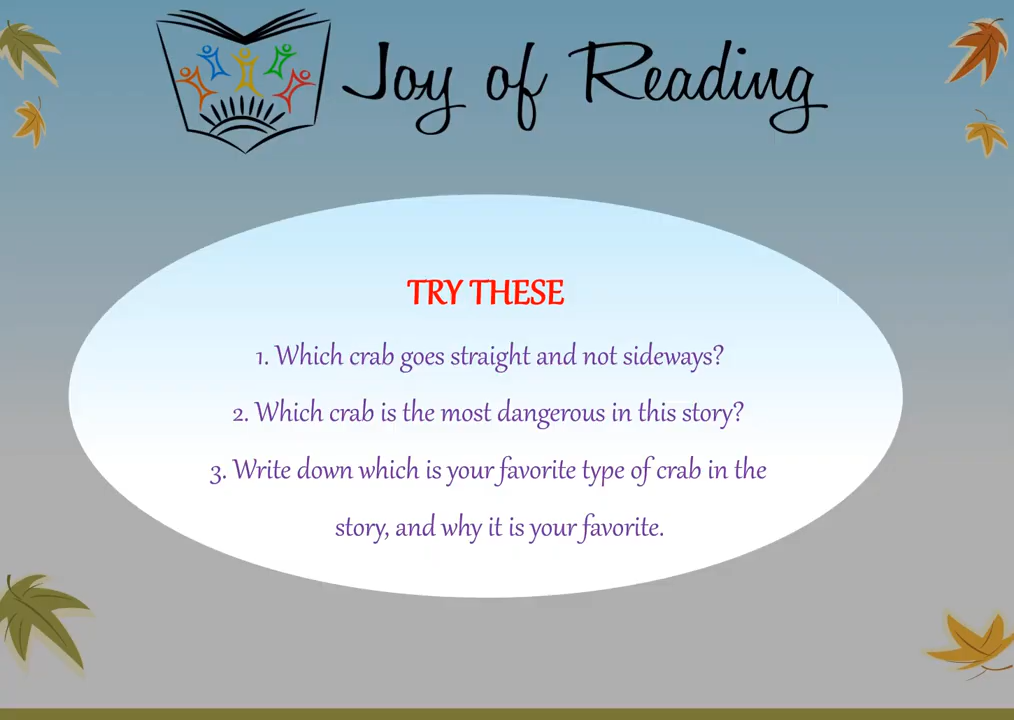 Joy of Reading
TRY THESE
1. Which crab goes straight and not sideways?
2. Which crab is the most dangerous in this story?
3. Write down which is your favorite type of crab in the
story, and why it is your favorite.